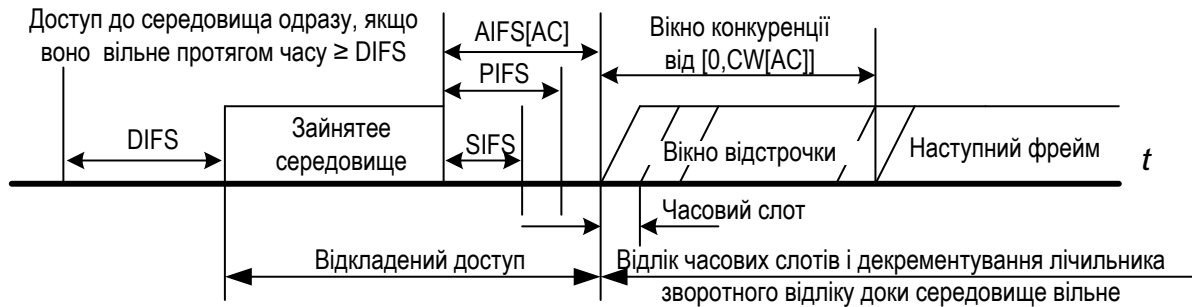 Доступ до середовища одразу, якщо
воно вільне протягом часу ≥ DIFS
AIFS[AC]
Вікно конкуренції
від [0,CW[AC]]
PIFS
DIFS
Зайнятее
середовище
SIFS
Вікно відстрочки
Наступний фрейм
t
Часовий слот
Відкладений доступ
Відлік часових слотів і декрементування лічильника
зворотного відліку доки середовище вільне